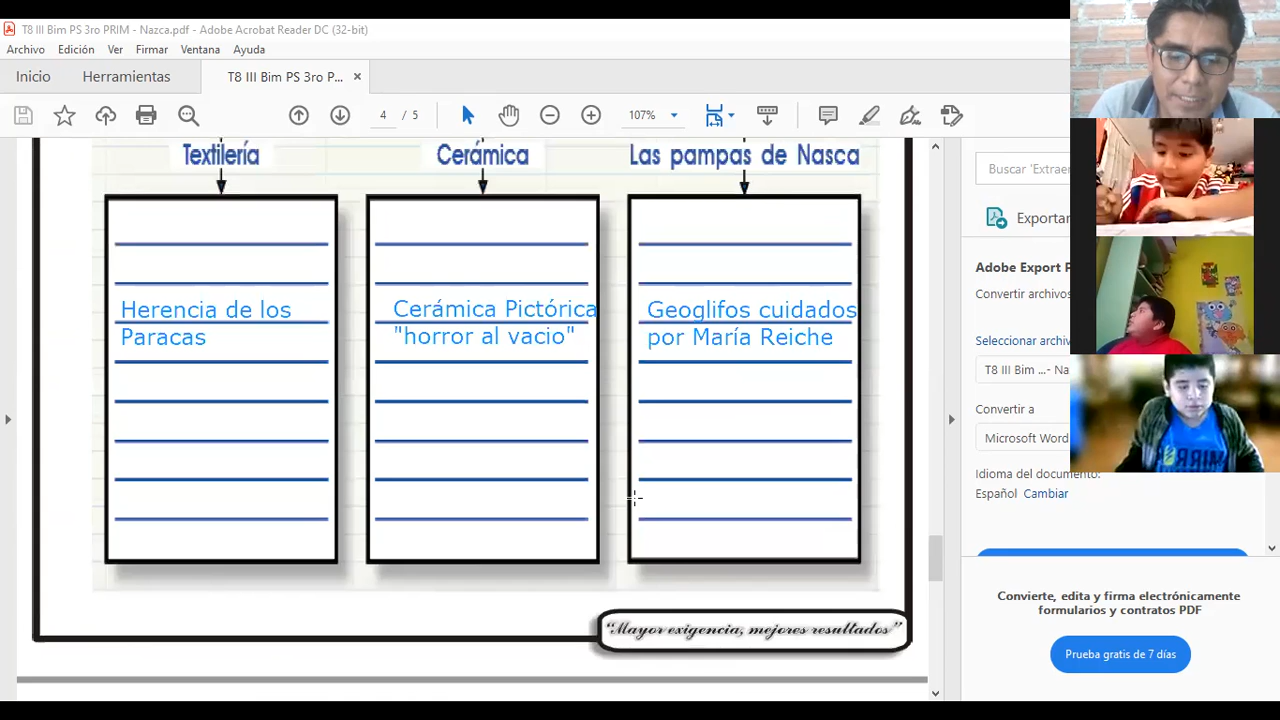 T8 III Bim PS 3ro PRIM - Nazca.pdf - Adobe Acrobat Reader DC (32-bit)
Archivo Edición Ver Firmar Ventana Ayuda
Inicio Herramientas T8 III Bim PS 3ro P... ×
4 / 5 107%
Textilería Cerámica Las pampas de Nasca
Herencia de los
Paracas
Cerámica Pictórica
"horror al vacio"
Geoglifos cuidados
por María Reiche
"Mayor exigencia, mejores resultados"
Buscar 'Extraer
Exportar
Adobe Export P
Convertir archivos
Seleccionar archi
T8 III Bim ...- Naz
Convertir a
Microsoft Word
Idioma del documento:
Español Cambiar
Convierte, edita y firma electrónicamente
formularios y contratos PDF
Prueba gratis de 7 días